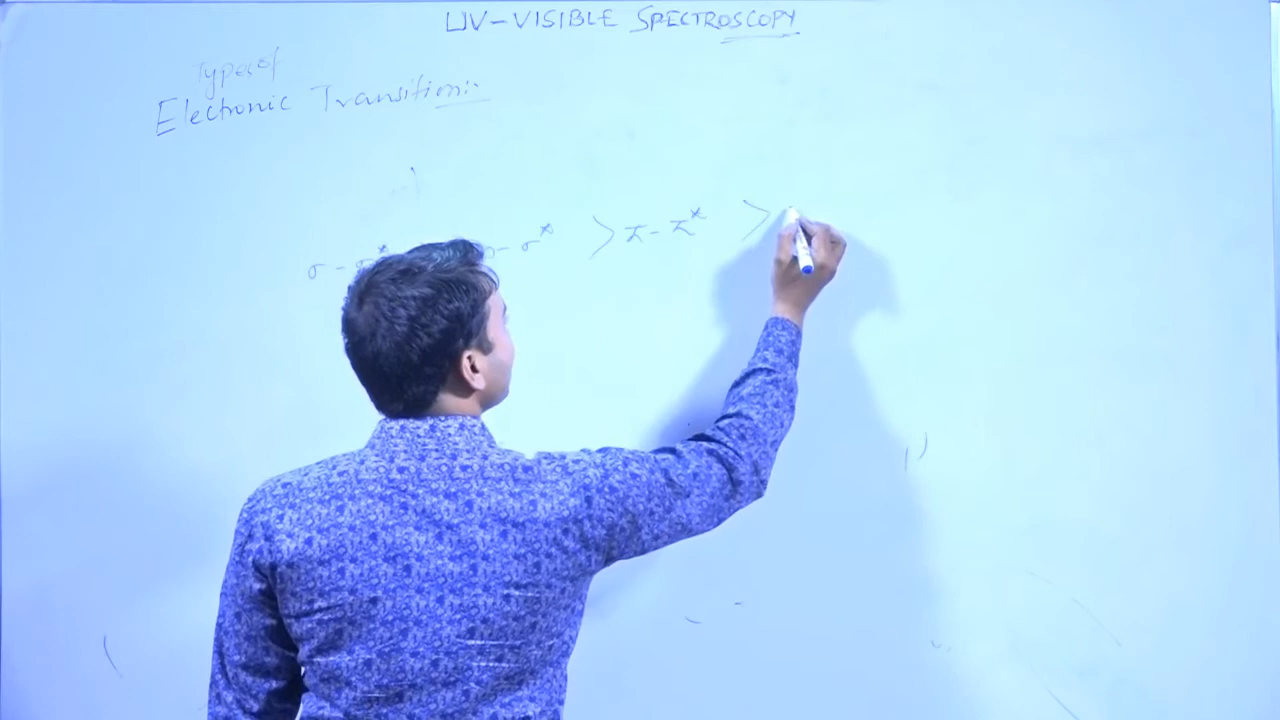 UV-VISIBLE SPECTROSCOPY
Types of
Electronic Transition:-
σ - σ* - σ* > π - π* >